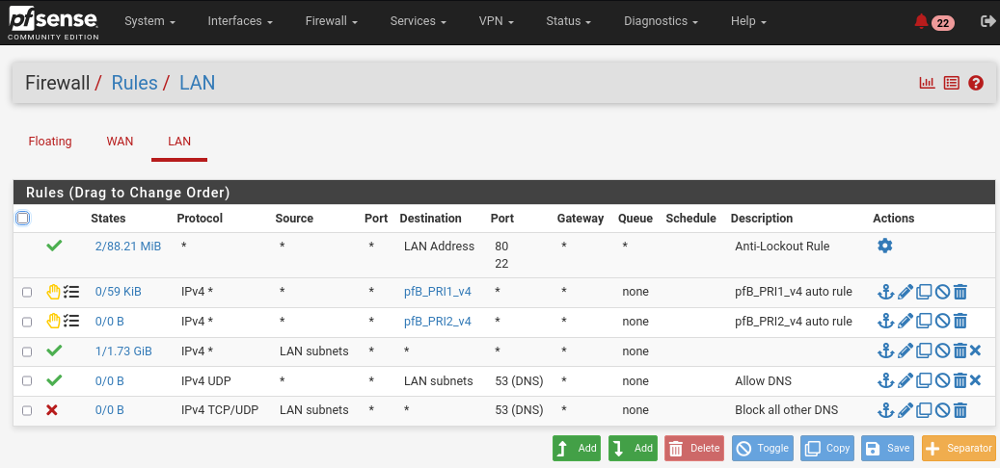 pfsense
COMMUNITY EDITION
System Interfaces Firewall Services VPN Status Diagnostics Help 22
Firewall / Rules / LAN
Floating WAN LAN
Rules (Drag to Change Order)
States Protocol Source Port Destination Port Gateway Queue Schedule Description Actions
2/88.21 MiB * * * LAN Address 80 * * Anti-Lockout Rule
22
0/59 KiB IPv4 * * * pfB_PRI1_v4 * * none pfB_PRI1_v4 auto rule
0/0 B IPv4 * * * pfB_PRI2_v4 * * none pfB_PRI2_v4 auto rule
1/1.73 GiB IPv4 * LAN subnets * * * * none
0/0 B IPv4 UDP * * LAN subnets 53 (DNS) * none Allow DNS
0/0 B IPv4 TCP/UDP LAN subnets * * 53 (DNS) * none Block all other DNS
Add Add Delete Toggle Copy Save Separator